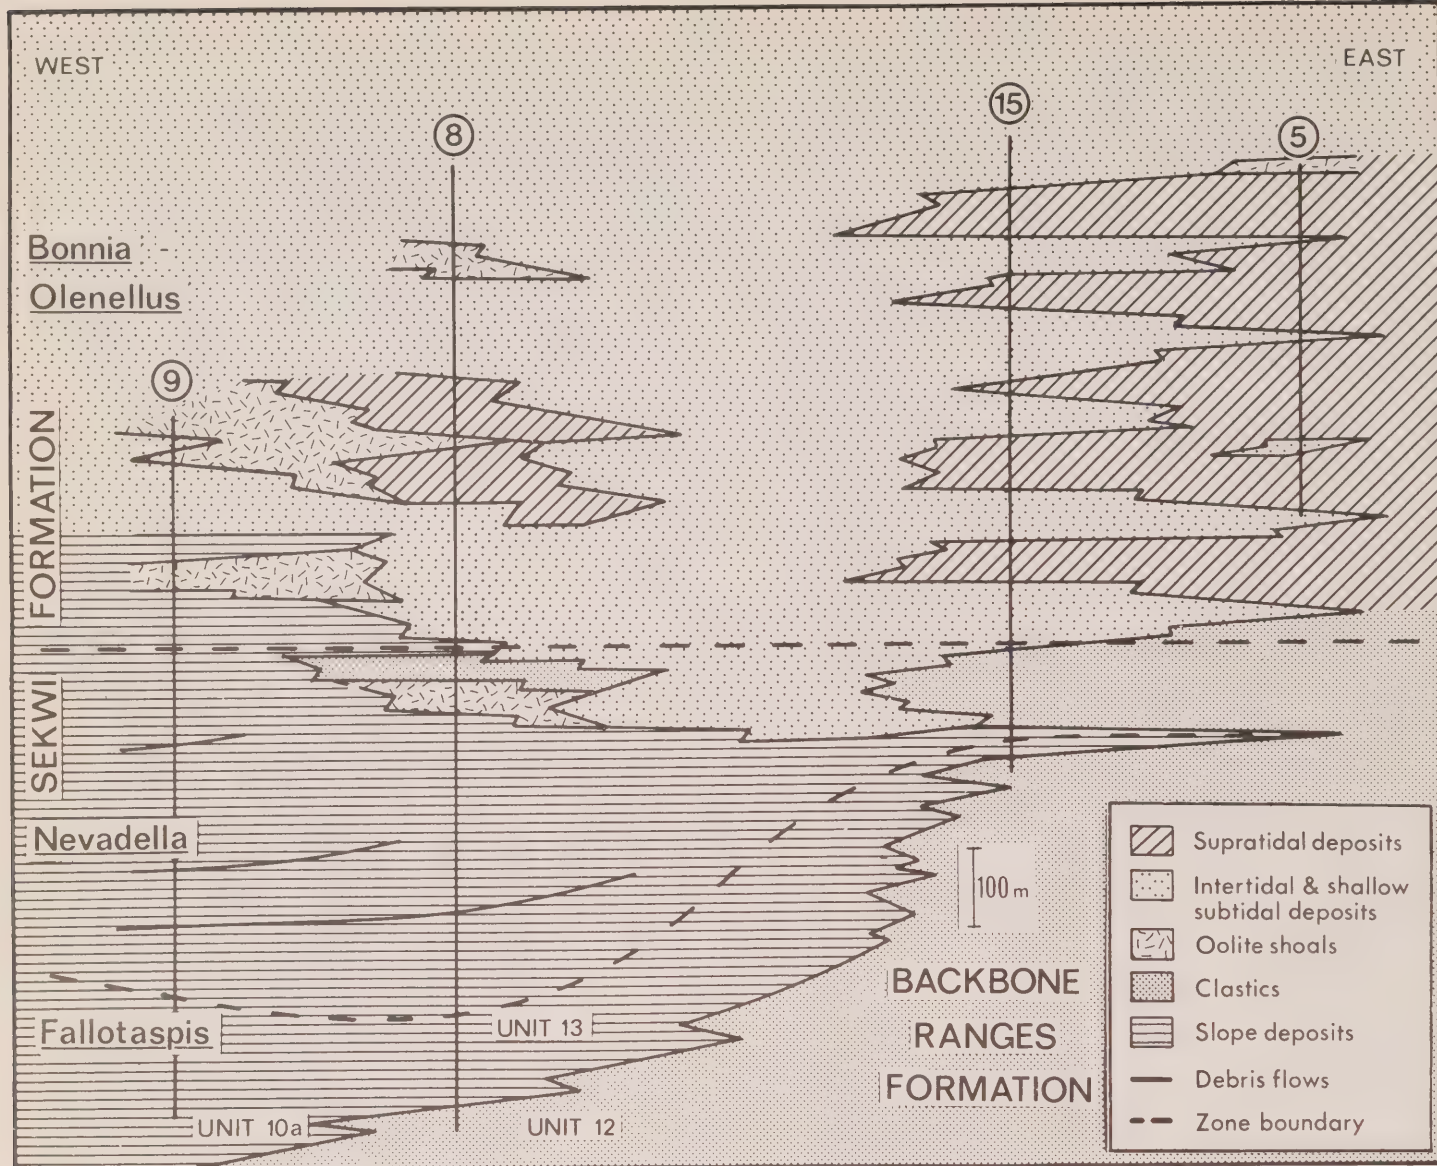 WEST
EAST
15
8
5
Bonnia -
Olenellus
9
FORMATION
SEKWI
Nevadella
100 m
Supratidal deposits
Intertidal & shallow
subtidal deposits
Oolite shoals
Clastics
Slope deposits
Debris flows
Zone boundary
BACKBONE
RANGES
FORMATION
Fallotaspis
UNIT 13
UNIT 10a
UNIT 12